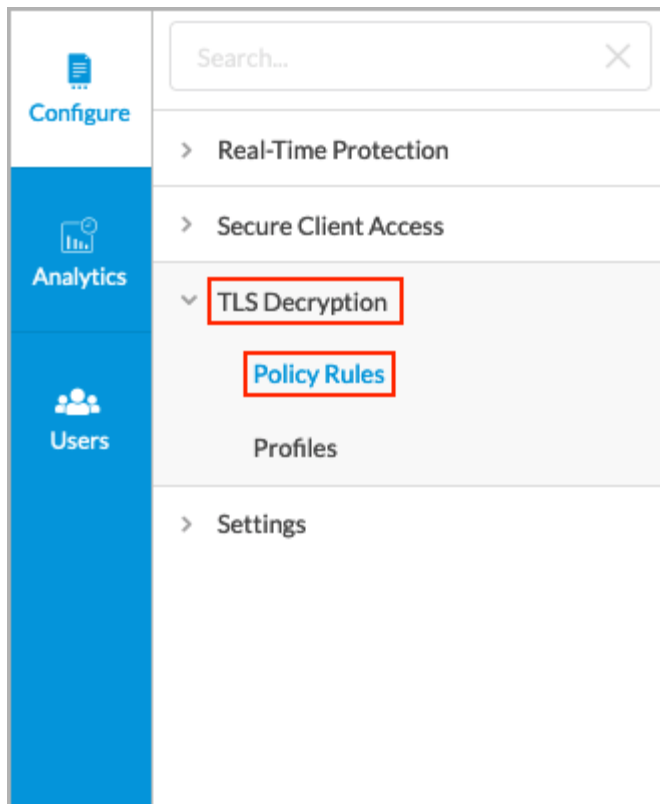 Configure
Analytics
Users
Search...
Real-Time Protection
Secure Client Access
TLS Decryption
Policy Rules
Profiles
Settings